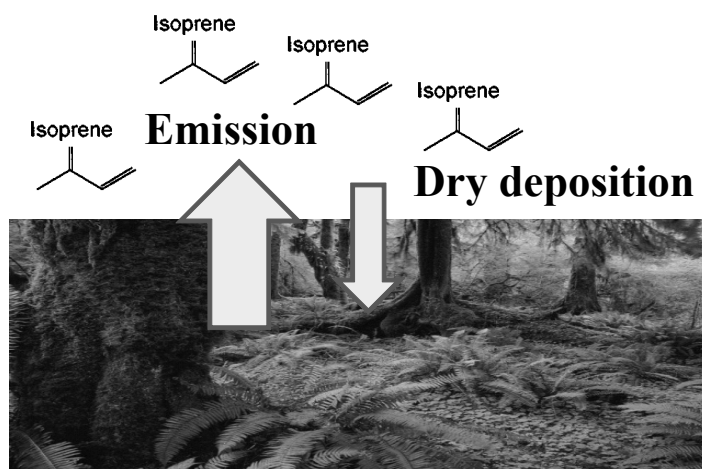 Isoprene
Isoprene
Isoprene
Isoprene
Emission
Dry deposition